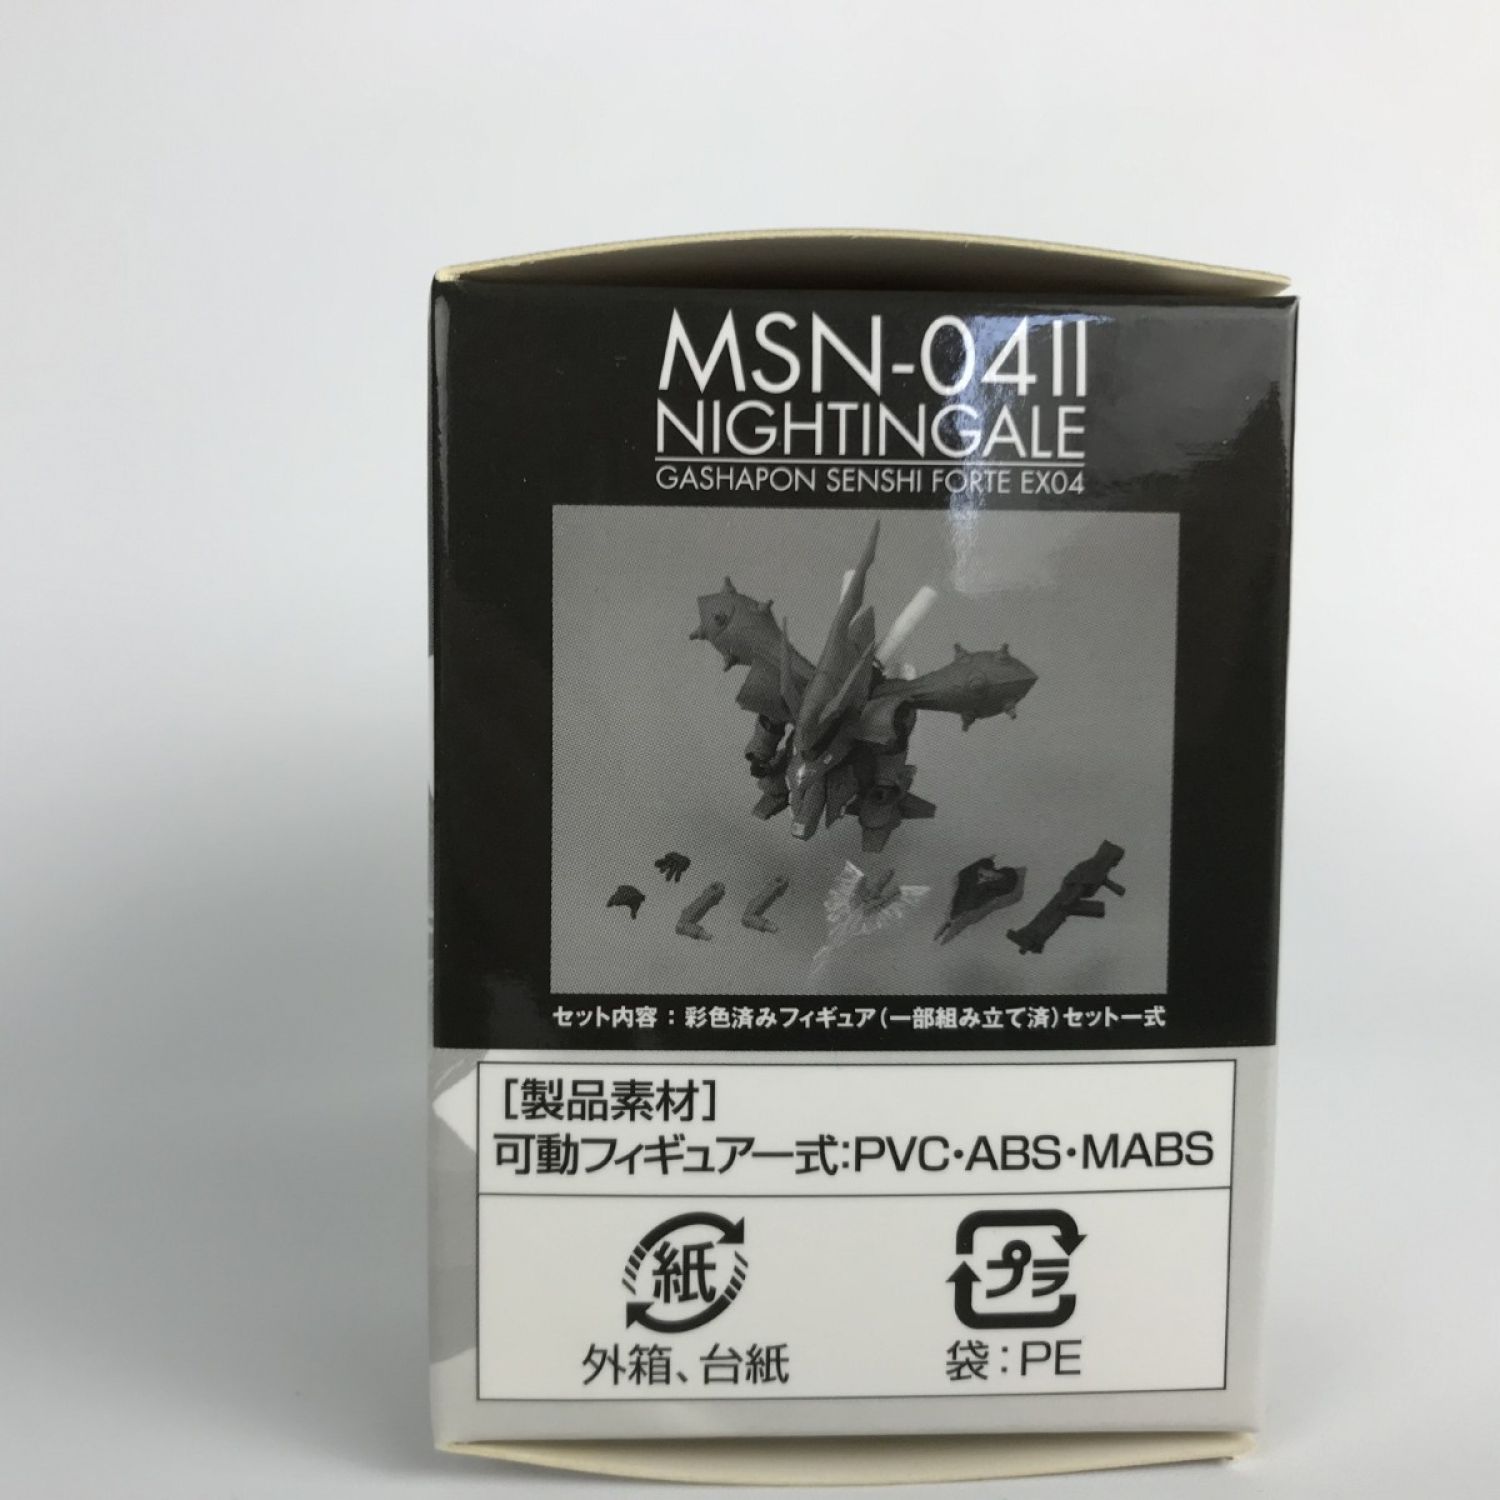 MSN-04II
NIGHTINGALE
GASHAPON SENSHI FORTE EX04
セット内容：彩色済みフィギュア（一部組み立て済）セット一式
［製品素材］
可動フィギュア一式：PVC・ABS・MABS
紙
プラ
外箱、台紙
袋：PE